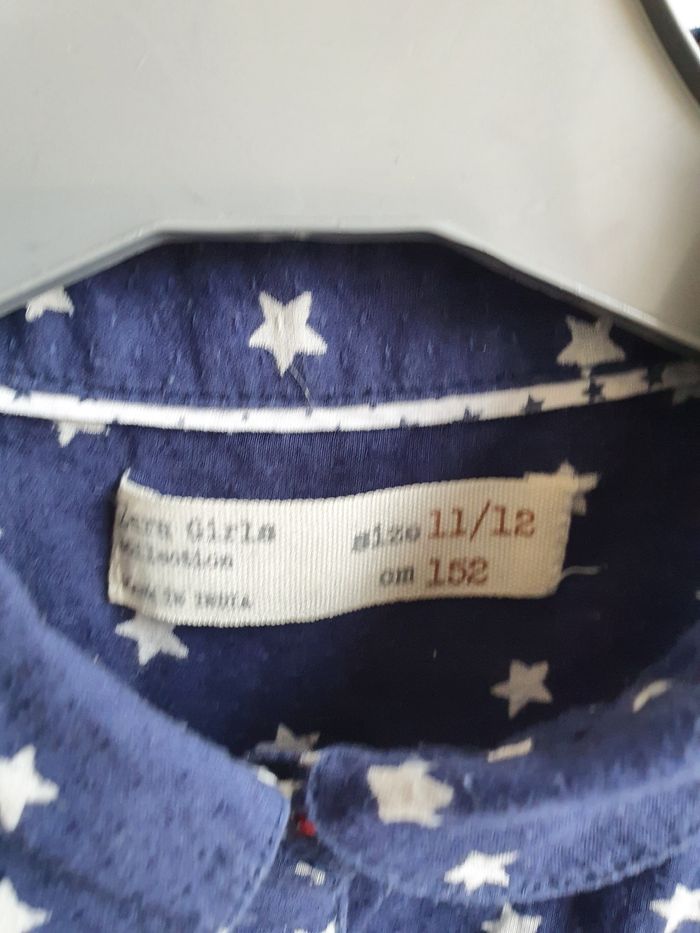 Zara Girls
Collection
Made in INDIA
size 11/12
cm 152